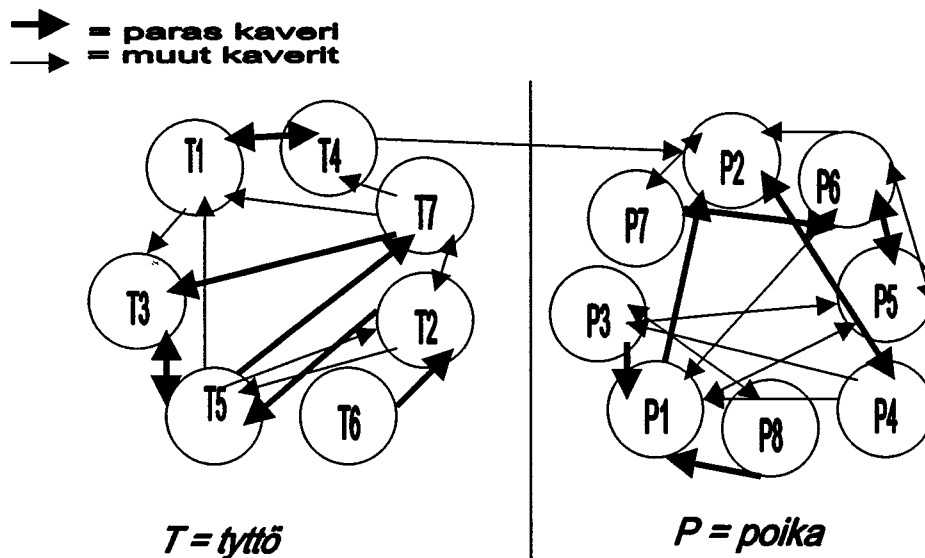 = paras kaveri
= muut kaverit
T1
T4
T7
T3
T2
T5
T6
P2
P6
P7
P3
P5
P1
P8
P4
T = tyttö
P = poika